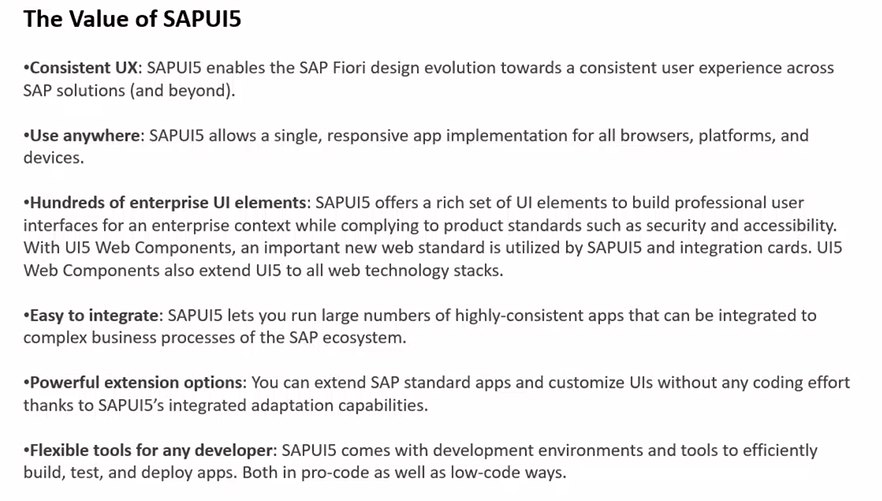 The Value of SAPUI5
•Consistent UX: SAPUI5 enables the SAP Fiori design evolution towards a consistent user experience across
SAP solutions (and beyond).
•Use anywhere: SAPUI5 allows a single, responsive app implementation for all browsers, platforms, and
devices.
•Hundreds of enterprise UI elements: SAPUI5 offers a rich set of UI elements to build professional user
interfaces for an enterprise context while complying to product standards such as security and accessibility.
With UI5 Web Components, an important new web standard is utilized by SAPUI5 and integration cards. UI5
Web Components also extend UI5 to all web technology stacks.
•Easy to integrate: SAPUI5 lets you run large numbers of highly-consistent apps that can be integrated to
complex business processes of the SAP ecosystem.
•Powerful extension options: You can extend SAP standard apps and customize UIs without any coding effort
thanks to SAPUI5’s integrated adaptation capabilities.
•Flexible tools for any developer: SAPUI5 comes with development environments and tools to efficiently
build, test, and deploy apps. Both in pro-code as well as low-code ways.